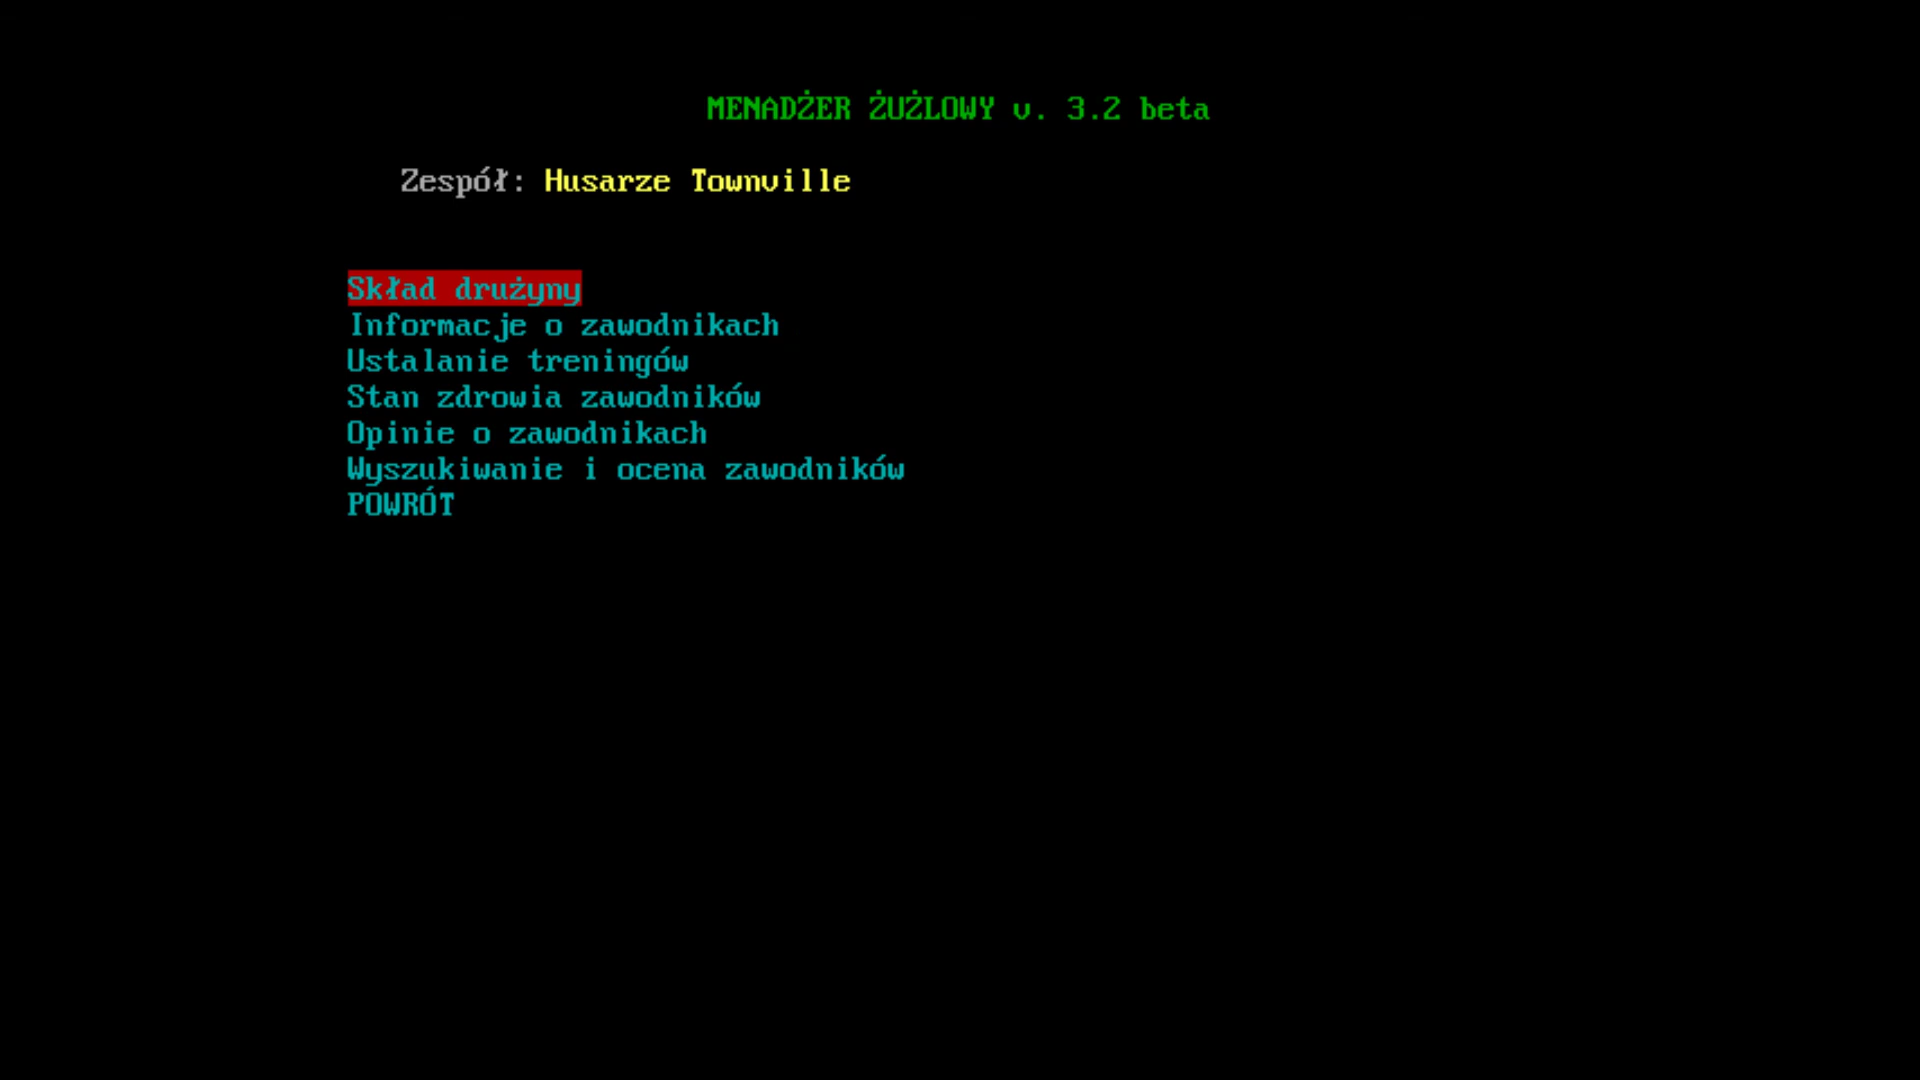 MENADŻER ŻUŻLOWY v. 3.2 beta
Zespół: Husarze Townville
Skład drużyny
Informacje o zawodnikach
Ustalanie treningów
Stan zdrowia zawodników
Opinie o zawodnikach
Wyszukiwanie i ocena zawodników
POWRÓT